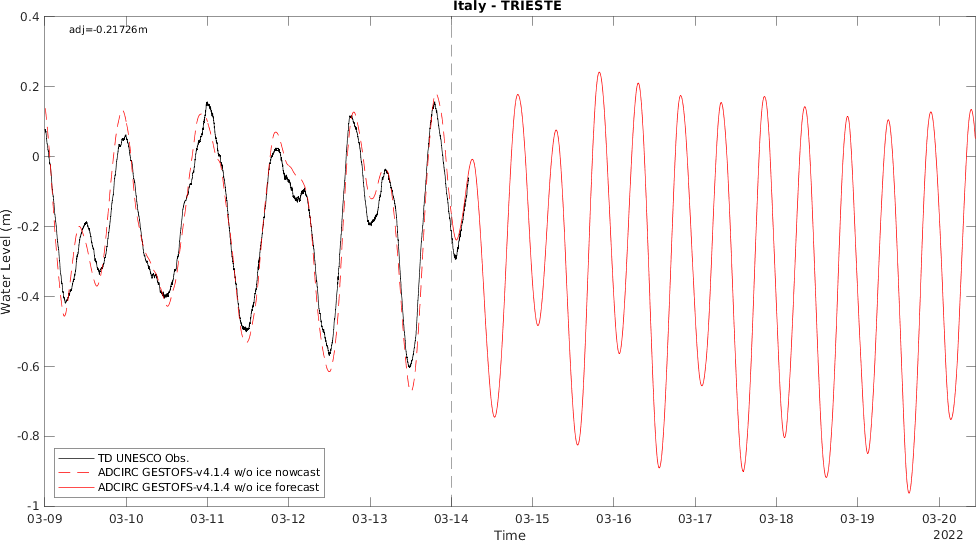 Italy - TRIESTE
adj=-0.21726m
0.4
0.2
0
-0.2
-0.4
-0.6
-0.8
-1
Water Level (m)
TD UNESCO Obs.
ADCIRC GESTOFS-v4.1.4 w/o ice nowcast
ADCIRC GESTOFS-v4.1.4 w/o ice forecast
03-09 03-10 03-11 03-12 03-13 03-14 03-15 03-16 03-17 03-18 03-19 03-20
Time
2022